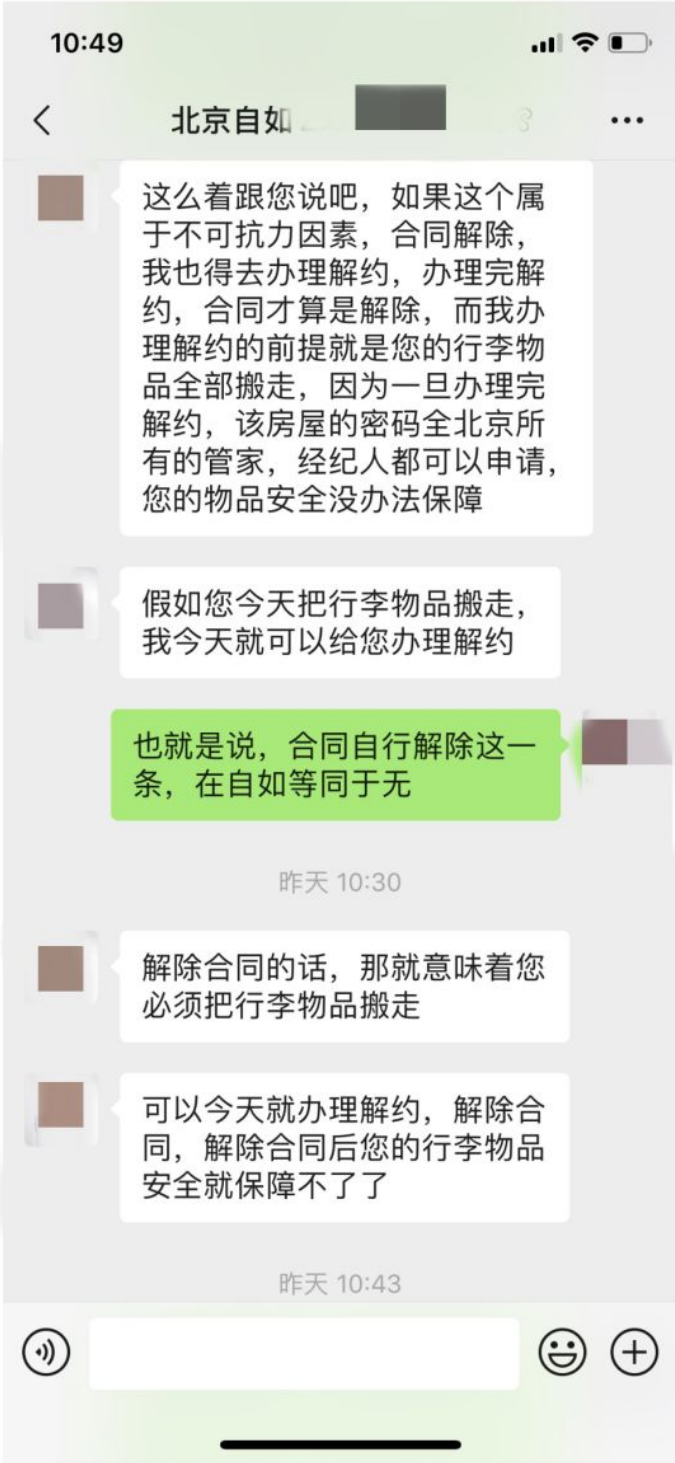 10:49
北京自如
这么着跟您说吧，如果这个属
于不可抗力因素，合同解除，
我也得去办理解约，办理完解
约，合同才算是解除，而我办
理解约的前提就是您的行李物
品全部搬走，因为一旦办理完
解约，该房屋的密码全北京所
有的管家，经纪人都可以申请，
您的物品安全没办法保障
假如您今天把行李物品搬走，
我今天就可以给您办理解约
也就是说，合同自行解除这一
条，在自如等同于无
昨天 10:30
解除合同的话，那就意味着您
必须把行李物品搬走
可以今天就办理解约，解除合
同，解除合同后您的行李物品
安全就保障不了了
昨天 10:43